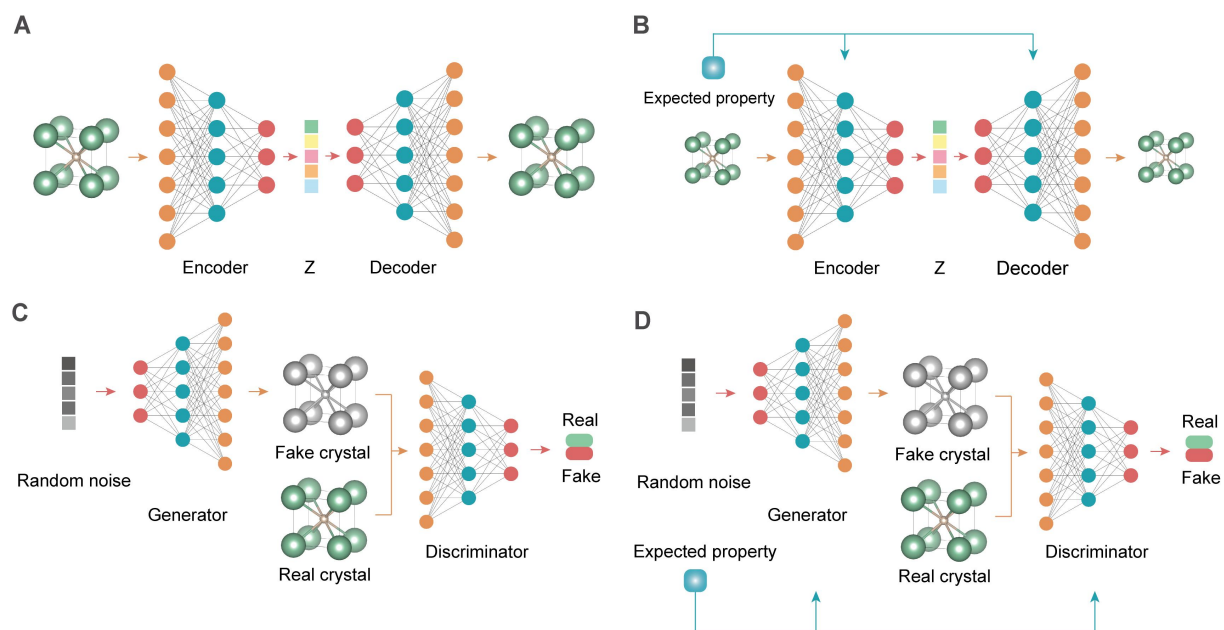 A
Encoder
Z
Decoder
B
Expected property
Encoder
Z
Decoder
C
Random noise
Generator
Fake crystal
Real crystal
Discriminator
Real
Fake
D
Random noise
Generator
Fake crystal
Real crystal
Discriminator
Real
Fake
Expected property